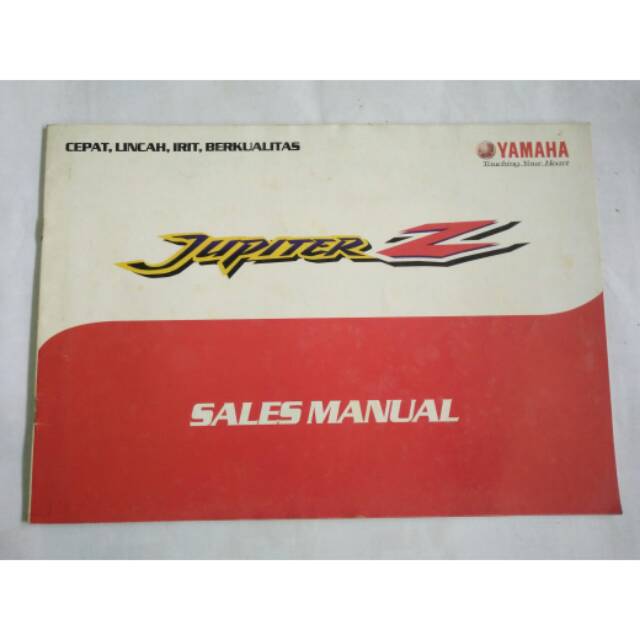 CEPAT, LINCAH, IRIT, BERKUALITAS
YAMAHA
Touching Your Heart
JUPITER Z
SALES MANUAL